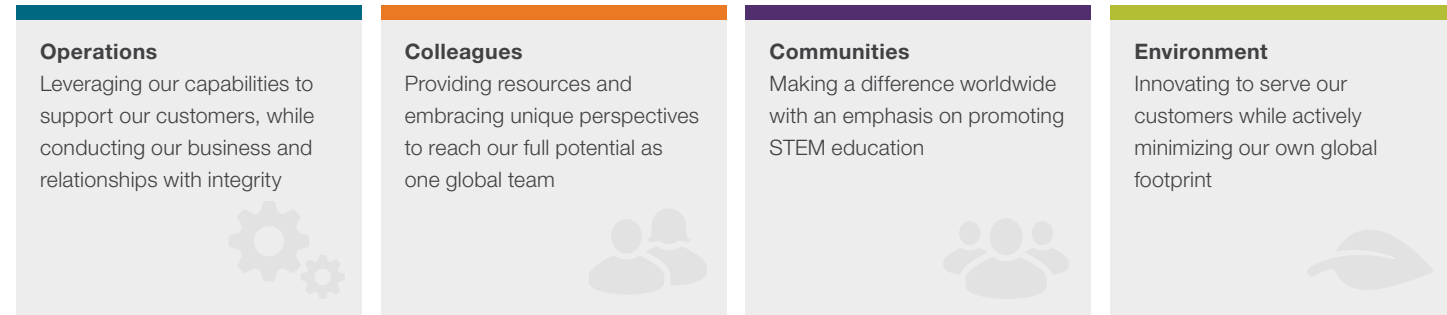 Operations
Leveraging our capabilities to
support our customers, while
conducting our business and
relationships with integrity
Colleagues
Providing resources and
embracing unique perspectives
to reach our full potential as
one global team
Communities
Making a difference worldwide
with an emphasis on promoting
STEM education
Environment
Innovating to serve our
customers while actively
minimizing our own global
footprint